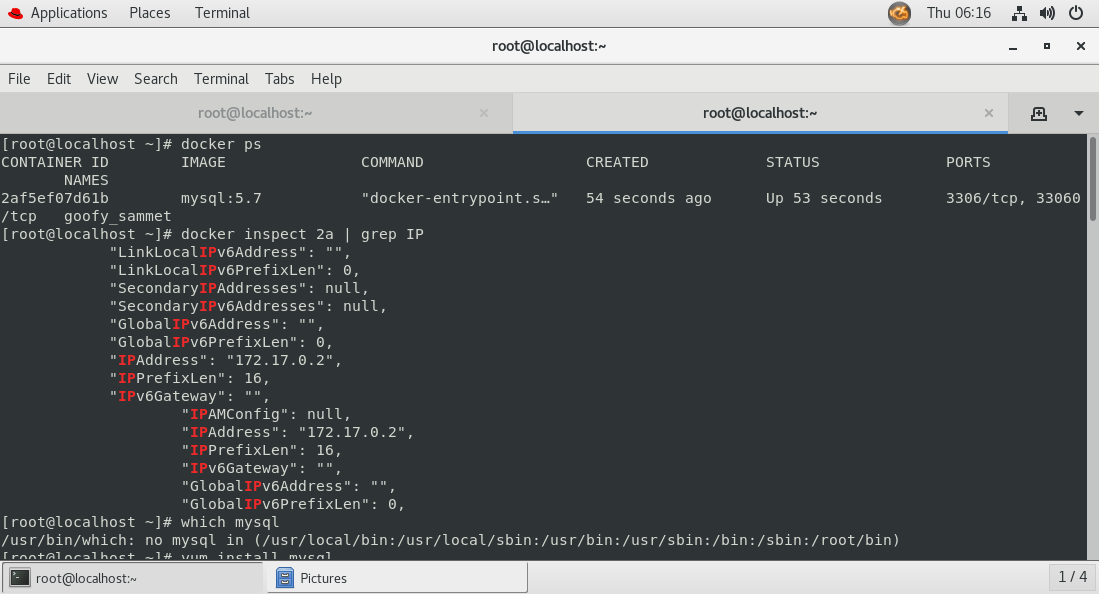 Applications Places Terminal Thu 06:16
root@localhost:~
File Edit View Search Terminal Tabs Help
root@localhost:~ × root@localhost:~ ×
[root@localhost ~]# docker ps
CONTAINER ID        IMAGE               COMMAND                  CREATED             STATUS              PORTS
       NAMES
2af5ef07d61b        mysql:5.7           "docker-entrypoint.s…"   54 seconds ago      Up 53 seconds       3306/tcp, 33060
/tcp   goofy_sammet
[root@localhost ~]# docker inspect 2a | grep IP
            "LinkLocalIPv6Address": "",
            "LinkLocalIPv6PrefixLen": 0,
            "SecondaryIPAddresses": null,
            "SecondaryIPv6Addresses": null,
            "GlobalIPv6Address": "",
            "GlobalIPv6PrefixLen": 0,
            "IPAddress": "172.17.0.2",
            "IPPrefixLen": 16,
            "IPv6Gateway": "",
                    "IPAMConfig": null,
                    "IPAddress": "172.17.0.2",
                    "IPPrefixLen": 16,
                    "IPv6Gateway": "",
                    "GlobalIPv6Address": "",
                    "GlobalIPv6PrefixLen": 0,
[root@localhost ~]# which mysql
/usr/bin/which: no mysql in (/usr/local/bin:/usr/local/sbin:/usr/bin:/usr/sbin:/bin:/sbin:/root/bin)
[root@localhost ~]# yum install mysql
root@localhost:~ Pictures 1 / 4